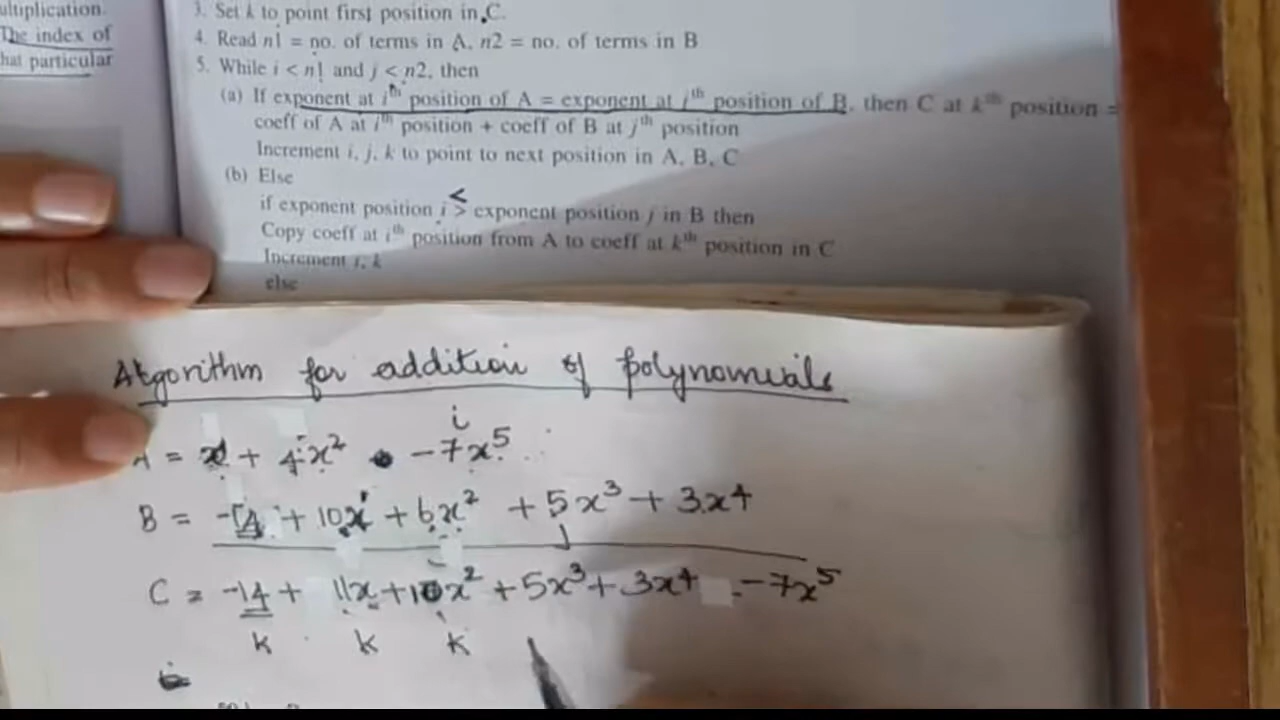 ultiplication.
The index of
hat particular
3. Set k to point first position in C.
4. Read n1 = no. of terms in A, n2 = no. of terms in B
5. While i < n1 and j < n2, then
(a) If exponent at iᵗʰ position of A = exponent at jᵗʰ position of B, then C at kᵗʰ position =
coeff of A at iᵗʰ position + coeff of B at jᵗʰ position
Increment i, j, k to point to next position in A, B, C
(b) Else
<
if exponent position i > exponent position j in B then
Copy coeff at iᵗʰ position from A to coeff at kᵗʰ position in C
Increment i, k
else
Algorithm for addition of polynomials
i
A = x + 4x² -7x⁵
B = -14 + 10x + 6x² + 5x³ + 3x⁴
j
C = -14 + 11x + 10x² + 5x³ + 3x⁴ - 7x⁵
k k k